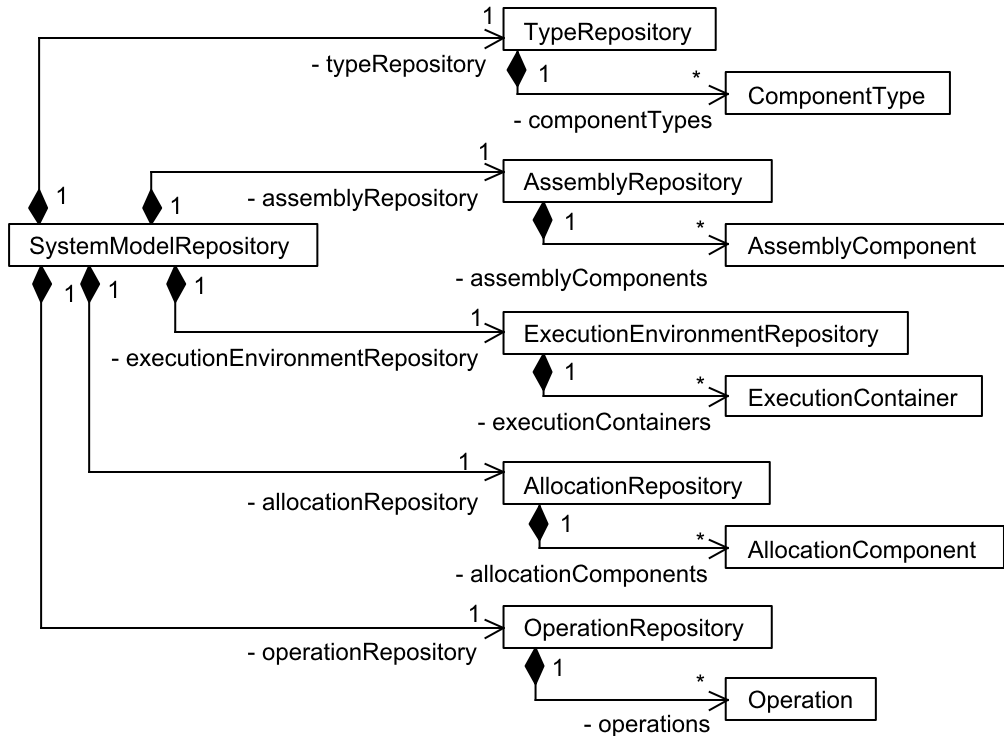 1
TypeRepository
- typeRepository
1
*
ComponentType
- componentTypes
1
1
AssemblyRepository
- assemblyRepository
1
1
1
*
SystemModelRepository
AssemblyComponent
- assemblyComponents
1
1
1
1
ExecutionEnvironmentRepository
- executionEnvironmentRepository
1
*
ExecutionContainer
- executionContainers
1
AllocationRepository
- allocationRepository
1
*
AllocationComponent
- allocationComponents
1
OperationRepository
- operationRepository
1
*
Operation
- operations